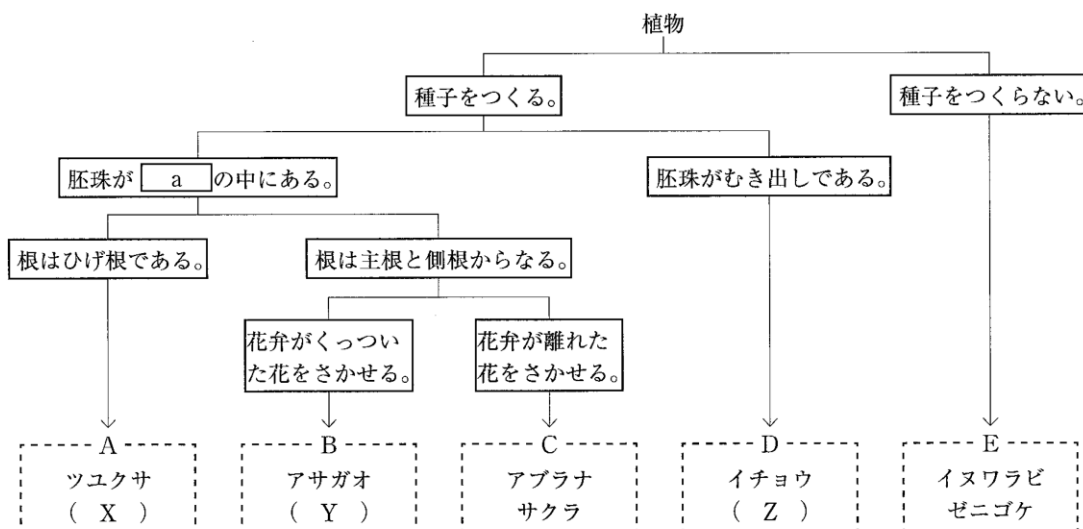 植物
種子をつくる。
種子をつくらない。
胚珠が a の中にある。
胚珠がむき出しである。
根はひげ根である。
根は主根と側根からなる。
花弁がくっつい
た花をさかせる。
花弁が離れた
花をさかせる。
A
ツユクサ
( X )
B
アサガオ
( Y )
C
アブラナ
サクラ
D
イチョウ
( Z )
E
イヌワラビ
ゼニゴケ